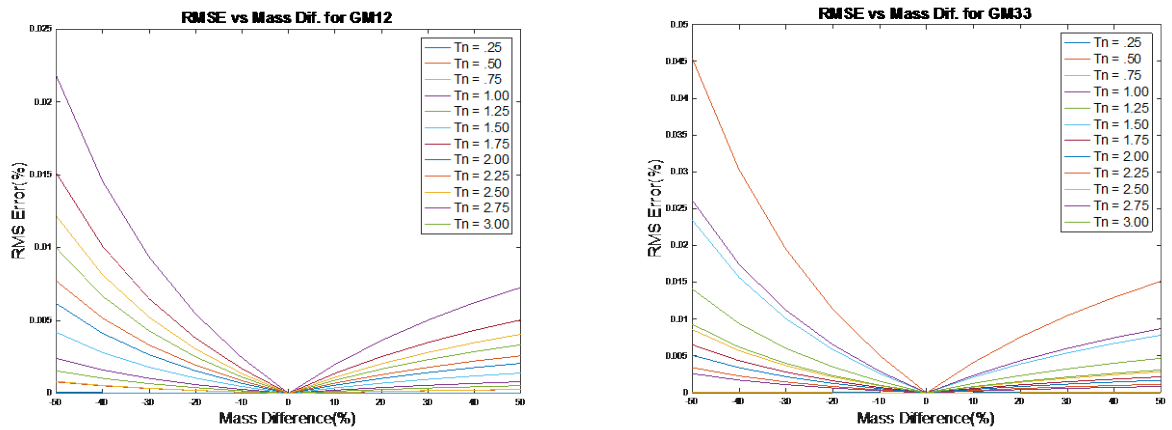 RMSE vs Mass Dif. for GM12
0.025
0.02
0.015
0.01
0.005
0
RMS Error(%)
-50 -40 -30 -20 -10 0 10 20 30 40 50
Mass Difference(%)
Tn = .25
Tn = .50
Tn = .75
Tn = 1.00
Tn = 1.25
Tn = 1.50
Tn = 1.75
Tn = 2.00
Tn = 2.25
Tn = 2.50
Tn = 2.75
Tn = 3.00
RMSE vs Mass Dif. for GM33
0.05
0.045
0.04
0.035
0.03
0.025
0.02
0.015
0.01
0.005
0
RMS Error(%)
-50 -40 -30 -20 -10 0 10 20 30 40 50
Mass Difference(%)
Tn = .25
Tn = .50
Tn = .75
Tn = 1.00
Tn = 1.25
Tn = 1.50
Tn = 1.75
Tn = 2.00
Tn = 2.25
Tn = 2.50
Tn = 2.75
Tn = 3.00